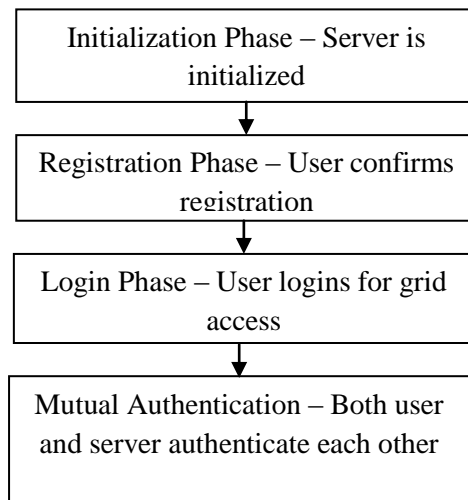 Initialization Phase – Server is
initialized
Registration Phase – User confirms
registration
Login Phase – User logins for grid
access
Mutual Authentication – Both user
and server authenticate each other